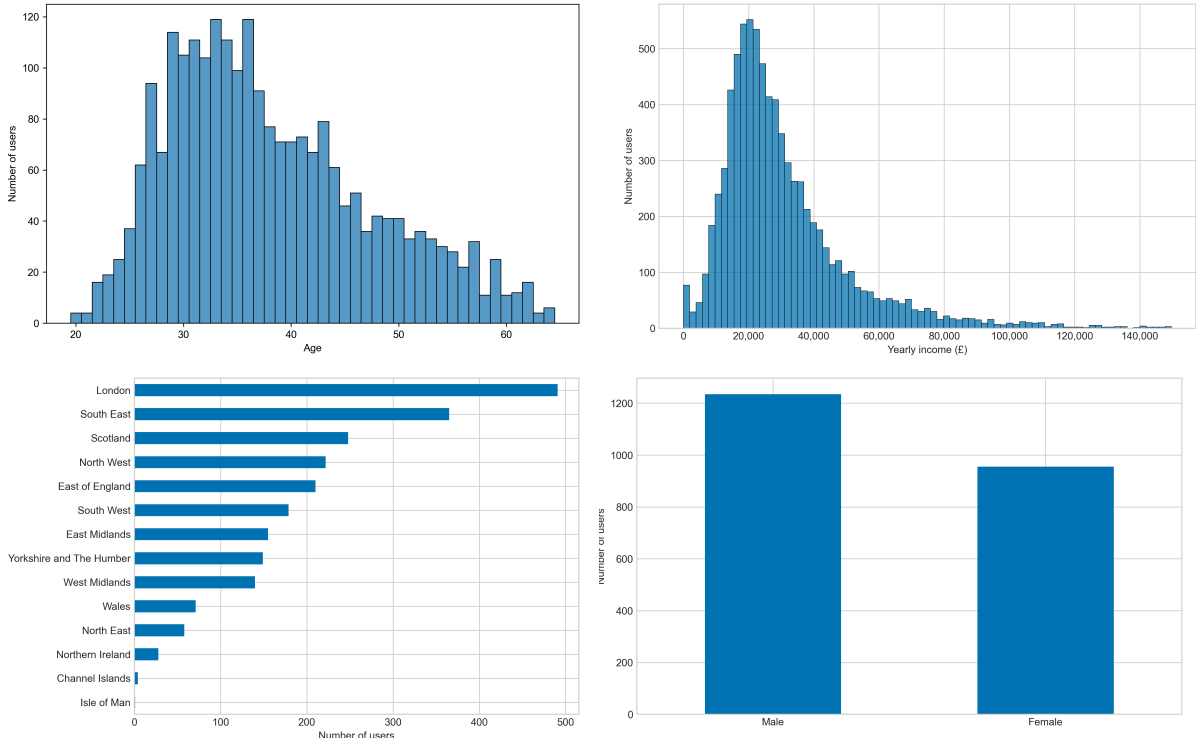 120
100
80
60
40
20
0
Number of users
20 30 40 50 60
Age
500
400
300
200
100
0
Number of users
0 20,000 40,000 60,000 80,000 100,000 120,000 140,000
Yearly income (£)
London
South East
Scotland
North West
East of England
South West
East Midlands
Yorkshire and The Humber
West Midlands
Wales
North East
Northern Ireland
Channel Islands
Isle of Man
0 100 200 300 400 500
Number of users
1200
1000
800
600
400
200
0
Number of users
Male Female